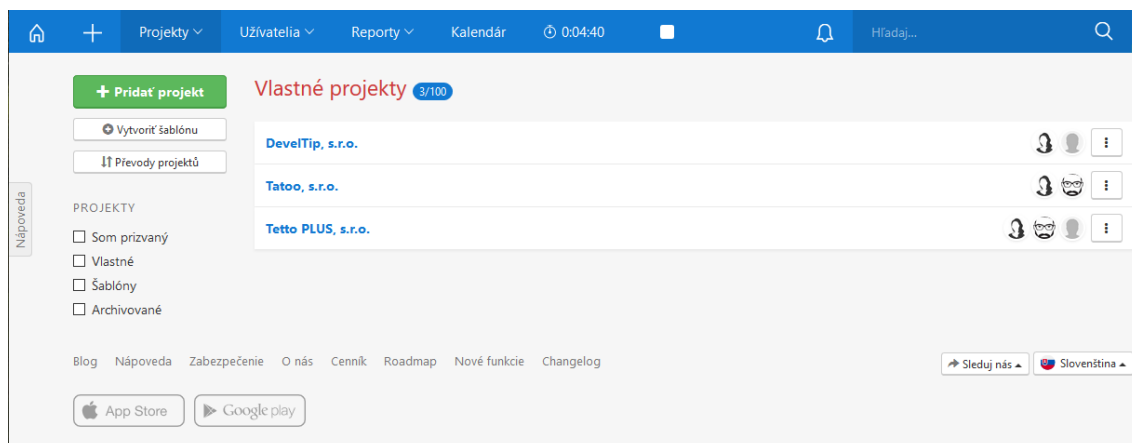 Projekty Užívatelia Reporty Kalendár 0:04:40 Hľadaj...
Pridať projekt
Vlastné projekty 3/100
Vytvoriť šablónu
DevelTip, s.r.o.
Převody projektů
Tatoo, s.r.o.
Nápoveda
PROJEKTY
Tetto PLUS, s.r.o.
Som prizvaný
Vlastné
Šablóny
Archivované
Blog Nápoveda Zabezpečenie O nás Cenník Roadmap Nové funkcie Changelog
Sleduj nás Slovenština
App Store Google play